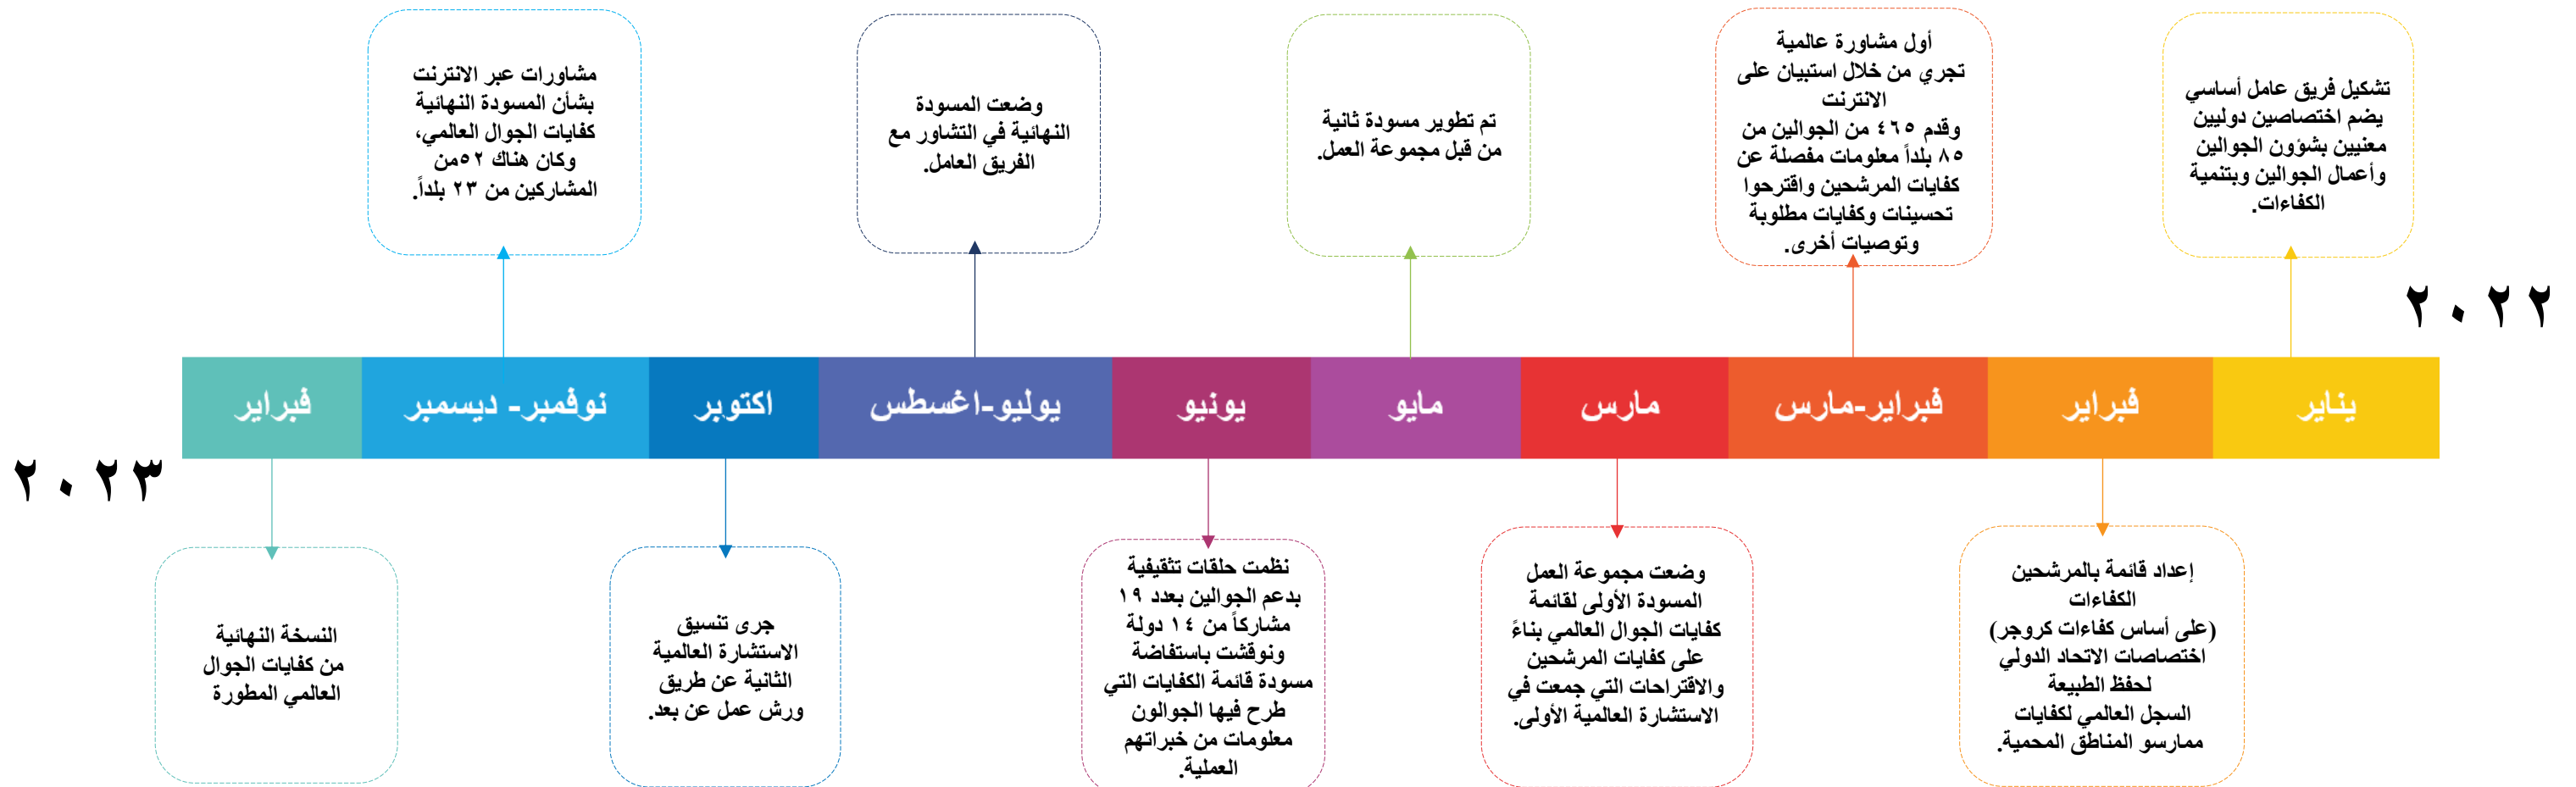 ٢٠٢٢
تشكيل فريق عامل أساسي
يضم اختصاصين دوليين
معنيين بشؤون الجوالين
وأعمال الجوالين وبتنمية
الكفاءات.
أول مشاورة عالمية
تجري من خلال استبيان على
الانترنت
وقدم ٤٦٥ من الجوالين من
٨٥ بلداً معلومات مفصلة عن
كفايات المرشحين واقترحوا
تحسينات وكفايات مطلوبة
وتوصيات أخرى.
تم تطوير مسودة ثانية
من قبل مجموعة العمل.
وضعت المسودة
النهائية في التشاور مع
الفريق العامل.
مشاورات عبر الانترنت
بشأن المسودة النهائية
كفايات الجوال العالمي،
وكان هناك ٥٢من
المشاركين من ٢٣ بلداً.
يناير
فبراير
فبراير-مارس
مارس
مايو
يونيو
يوليو-اغسطس
اكتوبر
نوفمبر- ديسمبر
فبراير
٢٠٢٣
إعداد قائمة بالمرشحين
الكفاءات
(على أساس كفاءات كروجر)
اختصاصات الاتحاد الدولي
لحفظ الطبيعة
السجل العالمي لكفايات
ممارسو المناطق المحمية.
وضعت مجموعة العمل
المسودة الأولى لقائمة
كفايات الجوال العالمي بناءً
على كفايات المرشحين
والاقتراحات التي جمعت في
الاستشارة العالمية الأولى.
نظمت حلقات تثقيفية
بدعم الجوالين بعدد ١٩
مشاركاً من ١٤ دولة
ونوقشت باستفاضة
مسودة قائمة الكفايات التي
طرح فيها الجوالون
معلومات من خبراتهم
العملية.
جرى تنسيق
الاستشارة العالمية
الثانية عن طريق
ورش عمل عن بعد.
النسخة النهائية
من كفايات الجوال
العالمي المطورة